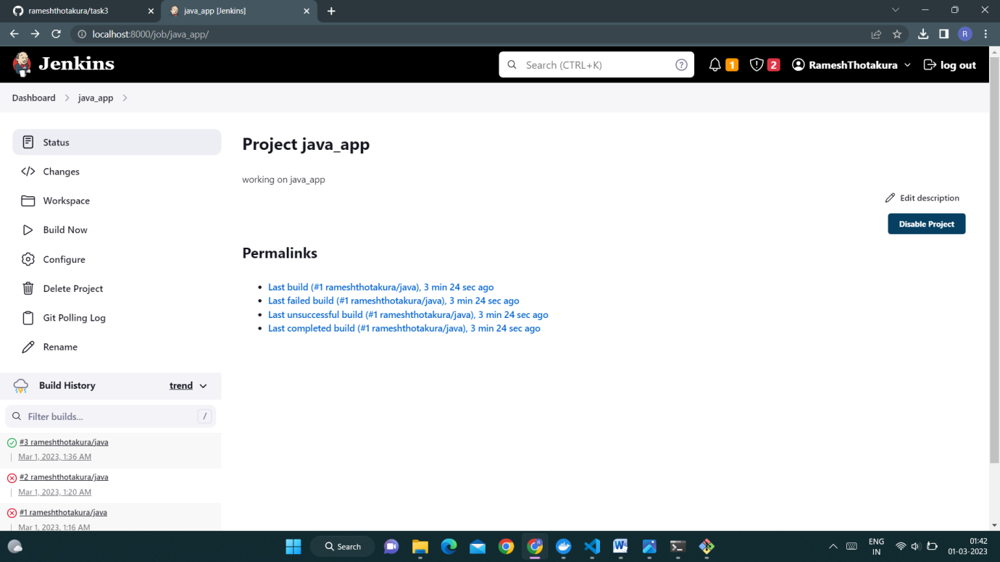 rameshthotakura/task3
java_app [Jenkins]
localhost:8000/job/java_app/
R
Jenkins
Search (CTRL+K)
?
1
2
RameshThotakura
log out
Dashboard
java_app
Status
Changes
Workspace
Build Now
Configure
Delete Project
Git Polling Log
Rename
Project java_app
working on java_app
Edit description
Disable Project
Permalinks
Last build (#1 rameshthotakura/java), 3 min 24 sec ago
Last failed build (#1 rameshthotakura/java), 3 min 24 sec ago
Last unsuccessful build (#1 rameshthotakura/java), 3 min 24 sec ago
Last completed build (#1 rameshthotakura/java), 3 min 24 sec ago
Build History
trend
Filter builds...
/
#3 rameshthotakura/java
Mar 1, 2023, 1:36 AM
#2 rameshthotakura/java
Mar 1, 2023, 1:20 AM
#1 rameshthotakura/java
Mar 1, 2023, 1:16 AM
Search
ENG
IN
01:42
01-03-2023